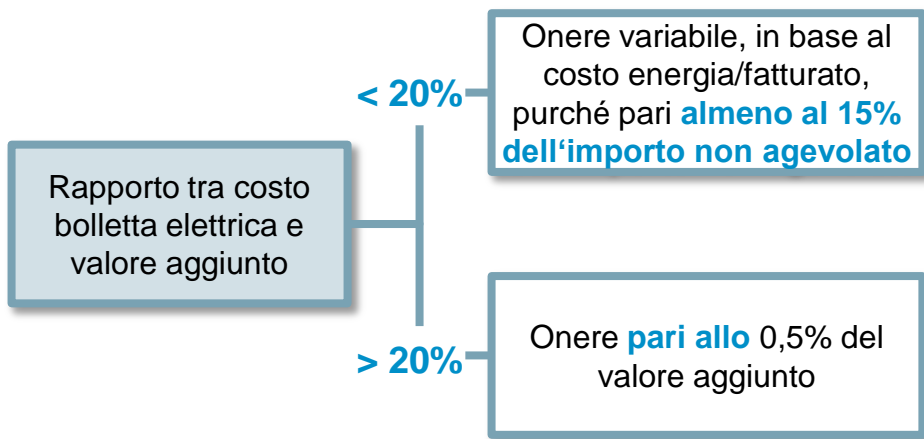 Rapporto tra costo
bolletta elettrica e
valore aggiunto
< 20%
Onere variabile, in base al
costo energia/fatturato,
purché pari almeno al 15%
dell‘importo non agevolato
> 20%
Onere pari allo 0,5% del
valore aggiunto